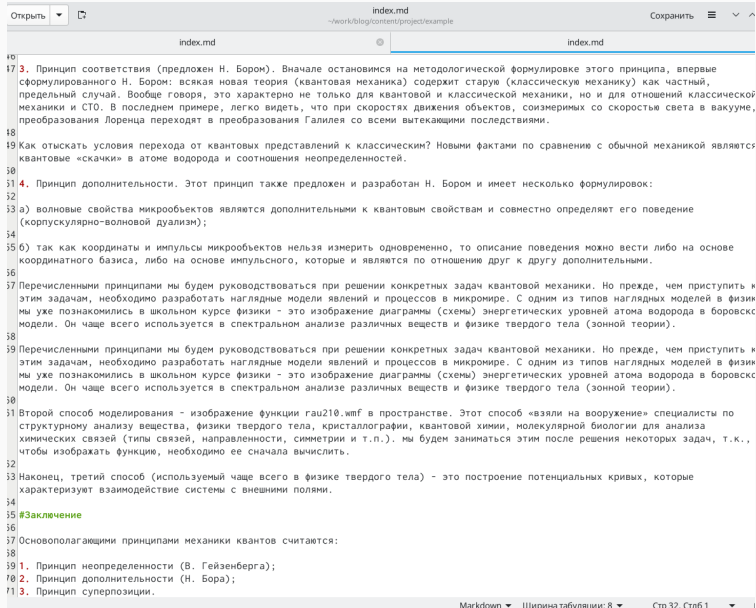 Открыть
index.md
~/work/blog/content/project/example
Сохранить
index.md
index.md
46
47 3. Принцип соответствия (предложен Н. Бором). Вначале остановимся на методологической формулировке этого принципа, впервые
сформулированного Н. Бором: всякая новая теория (квантовая механика) содержит старую (классическую механику) как частный,
предельный случай. Вообще говоря, это характерно не только для квантовой и классической механики, но и для отношений классической
механики и СТО. В последнем примере, легко видеть, что при скоростях движения объектов, соизмеримых со скоростью света в вакууме,
преобразования Лоренца переходят в преобразования Галилея со всеми вытекающими последствиями.
48
49 Как отыскать условия перехода от квантовых представлений к классическим? Новыми фактами по сравнению с обычной механикой являются
квантовые «скачки» в атоме водорода и соотношения неопределенностей.
50
51 4. Принцип дополнительности. Этот принцип также предложен и разработан Н. Бором и имеет несколько формулировок:
52
53 а) волновые свойства микрообъектов являются дополнительными к квантовым свойствам и совместно определяют его поведение
(корпускулярно-волновой дуализм);
54
55 б) так как координаты и импульсы микрообъектов нельзя измерить одновременно, то описание поведения можно вести либо на основе
координатного базиса, либо на основе импульсного, которые и являются по отношению друг к другу дополнительными.
56
57 Перечисленными принципами мы будем руководствоваться при решении конкретных задач квантовой механики. Но прежде, чем приступить к
этим задачам, необходимо разработать наглядные модели явлений и процессов в микромире. С одним из типов наглядных моделей в физик
мы уже познакомились в школьном курсе физики - это изображение диаграммы (схемы) энергетических уровней атома водорода в боровско
модели. Он чаще всего используется в спектральном анализе различных веществ и физике твердого тела (зонной теории).
58
59 Перечисленными принципами мы будем руководствоваться при решении конкретных задач квантовой механики. Но прежде, чем приступить к
этим задачам, необходимо разработать наглядные модели явлений и процессов в микромире. С одним из типов наглядных моделей в физик
мы уже познакомились в школьном курсе физики - это изображение диаграммы (схемы) энергетических уровней атома водорода в боровско
модели. Он чаще всего используется в спектральном анализе различных веществ и физике твердого тела (зонной теории).
60
61 Второй способ моделирования - изображение функции rau210.wmf в пространстве. Этот способ «взяли на вооружение» специалисты по
структурному анализу вещества, физики твердого тела, кристаллографии, квантовой химии, молекулярной биологии для анализа
химических связей (типы связей, направленности, симметрии и т.п.). мы будем заниматься этим после решения некоторых задач, т.к.,
чтобы изображать функцию, необходимо ее сначала вычислить.
62
63 Наконец, третий способ (используемый чаще всего в физике твердого тела) - это построение потенциальных кривых, которые
характеризуют взаимодействие системы с внешними полями.
64
65 #Заключение
66
67 Основополагающими принципами механики квантов считаются:
68
69 1. Принцип неопределенности (В. Гейзенберга);
70 2. Принцип дополнительности (Н. Бора);
71 3. Принцип суперпозиции.
Markdown Ширина табуляции: 8 Стр 32, Стлб 1